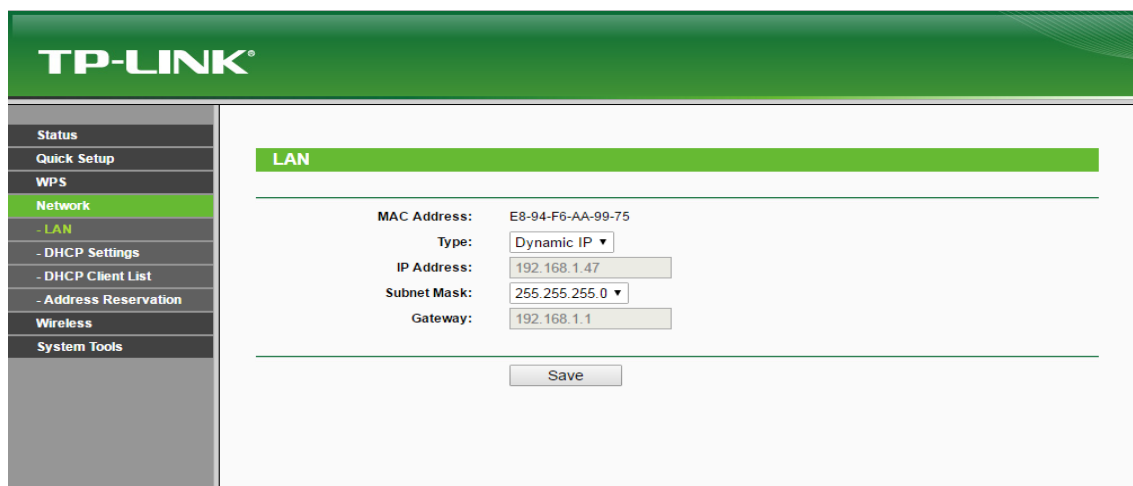 TP-LINK®
Status
Quick Setup
WPS
Network
- LAN
- DHCP Settings
- DHCP Client List
- Address Reservation
Wireless
System Tools
LAN
MAC Address: E8-94-F6-AA-99-75
Type: Dynamic IP ▼
IP Address: 192.168.1.47
Subnet Mask: 255.255.255.0 ▼
Gateway: 192.168.1.1
Save